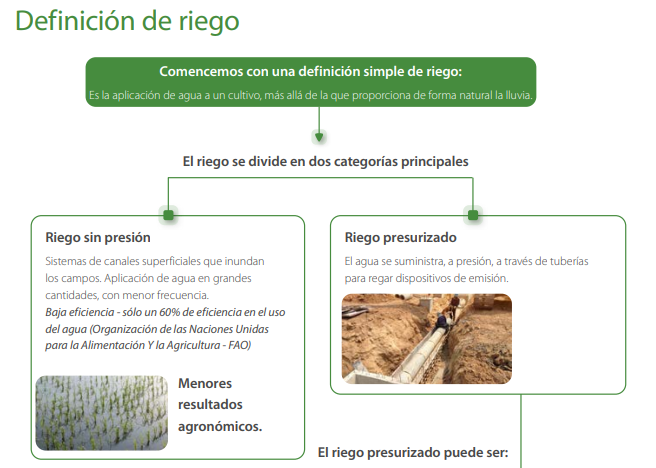 Definición de riego
Comencemos con una definición simple de riego:
Es la aplicación de agua a un cultivo, más allá de la que proporciona de forma natural la lluvia.
El riego se divide en dos categorías principales
Riego sin presión
Sistemas de canales superficiales que inundan
los campos. Aplicación de agua en grandes
cantidades, con menor frecuencia.
Baja eficiencia - sólo un 60% de eficiencia en el uso
del agua (Organización de las Naciones Unidas
para la Alimentación Y la Agricultura - FAO)
Menores
resultados
agronómicos.
Riego presurizado
El agua se suministra, a presión, a través de tuberías
para regar dispositivos de emisión.
El riego presurizado puede ser: